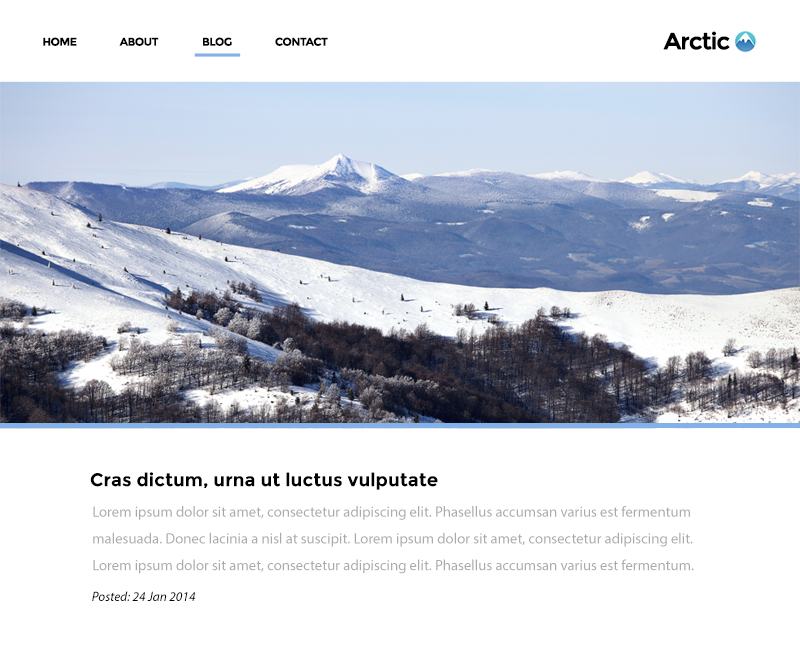 HOME ABOUT BLOG CONTACT Arctic
Cras dictum, urna ut luctus vulputate
Lorem ipsum dolor sit amet, consectetur adipiscing elit. Phasellus accumsan varius est fermentum
malesuada. Donec lacinia a nisl at suscipit. Lorem ipsum dolor sit amet, consectetur adipiscing elit.
Lorem ipsum dolor sit amet, consectetur adipiscing elit. Phasellus accumsan varius est fermentum.
Posted: 24 Jan 2014